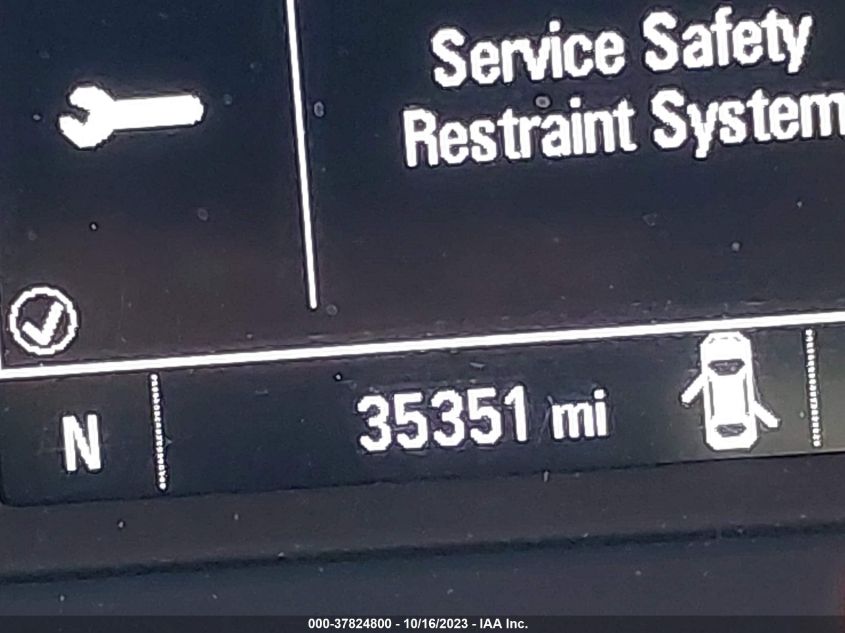 Service Safety
Restraint System
N
35351 mi
000-37824800 - 10/16/2023 - IAA Inc.